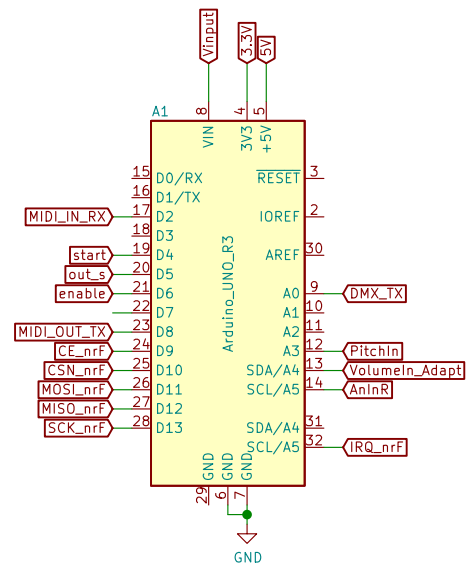 Vinput
3.3V
5V
A1
8
4
5
VIN
3V3
+5V
15 D0/RX
RESET 3
16 D1/TX
MIDI_IN_RX 17 D2
IOREF 2
18 D3
start 19 D4
AREF 30
out_s 20 D5
enable 21 D6
A0 9 DMX_TX
22 D7
A1 10
MIDI_OUT_TX 23 D8
A2 11
CE_nrF 24 D9
A3 12 PitchIn
CSN_nrF 25 D10
SDA/A4 13 VolumeIn_Adapt
MOSI_nrF 26 D11
SCL/A5 14 AnInR
MISO_nrF 27 D12
SCK_nrF 28 D13
SDA/A4 31
SCL/A5 32 IRQ_nrF
Arduino_UNO_R3
GND
GND
GND
29
6
7
GND